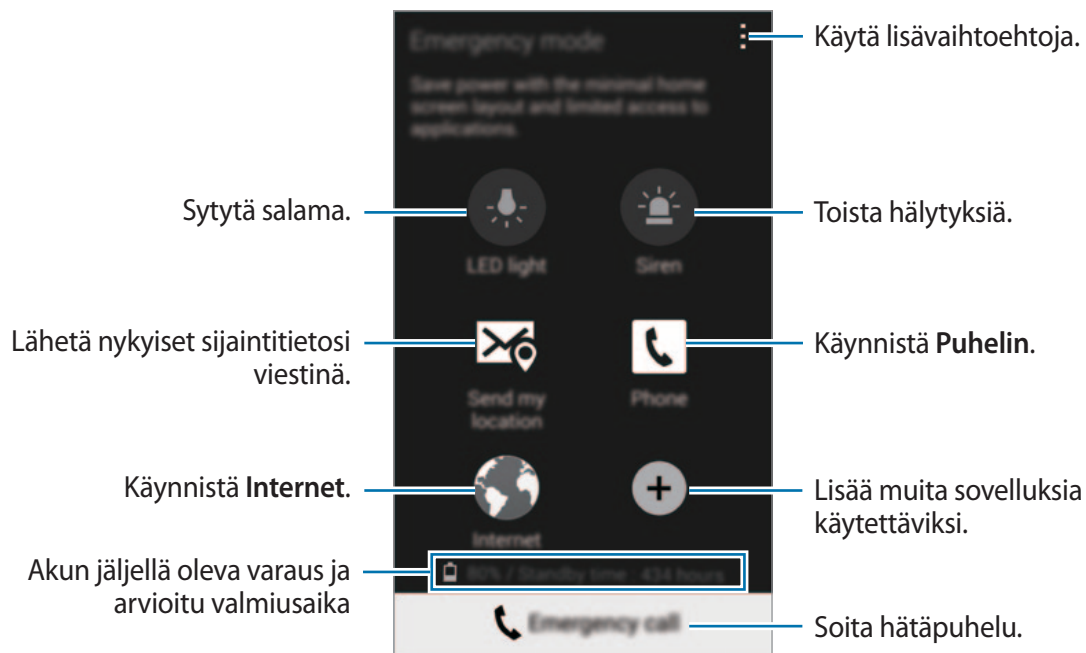 Emergency mode
Käytä lisävaihtoehtoja.
Save power with the minimal home
screen layout and limited access to
applications.
Sytytä salama.
Toista hälytyksiä.
LED light
Siren
Lähetä nykyiset sijaintitietosi
viestinä.
Käynnistä Puhelin.
Send my
location
Phone
Käynnistä Internet.
Lisää muita sovelluksia
käytettäviksi.
Internet
Akun jäljellä oleva varaus ja
arvioitu valmiusaika
80% / Standby time : 434 hours
Emergency call
Soita hätäpuhelu.